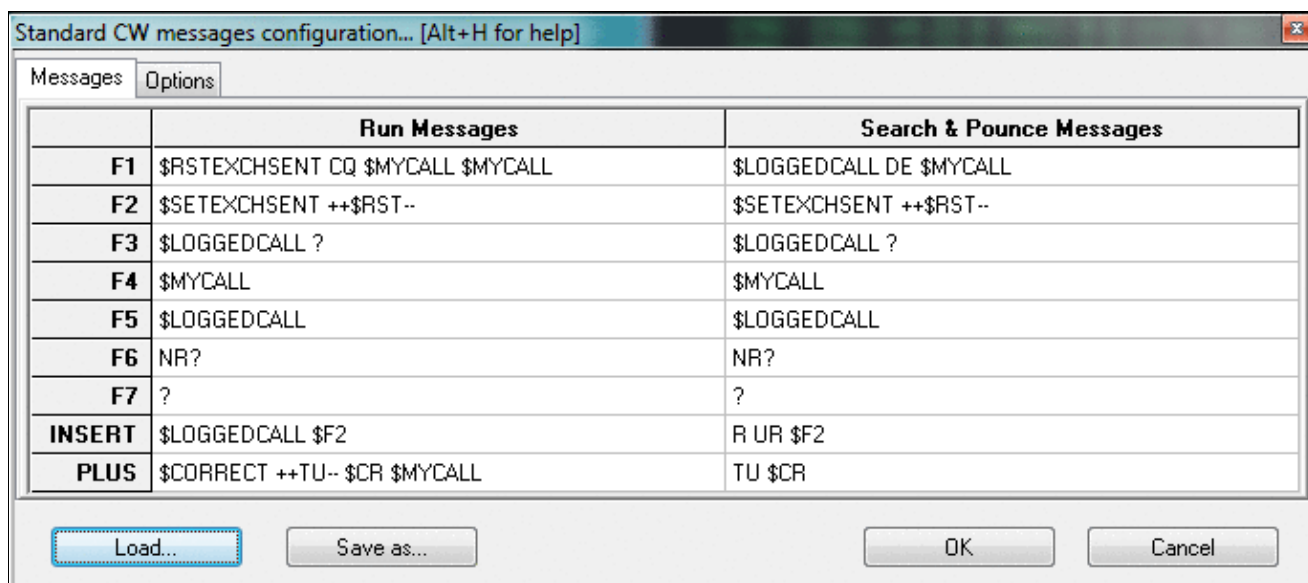 Standard CW messages configuration... [Alt+H for help]
Messages Options
Run Messages Search & Pounce Messages
F1 $RSTEXCHSENT CQ $MYCALL $MYCALL $LOGGEDCALL DE $MYCALL
F2 $SETEXCHSENT ++$RST-- $SETEXCHSENT ++$RST--
F3 $LOGGEDCALL ? $LOGGEDCALL ?
F4 $MYCALL $MYCALL
F5 $LOGGEDCALL $LOGGEDCALL
F6 NR? NR?
F7 ? ?
INSERT $LOGGEDCALL $F2 R UR $F2
PLUS $CORRECT ++TU-- $CR $MYCALL TU $CR
Load... Save as... OK Cancel